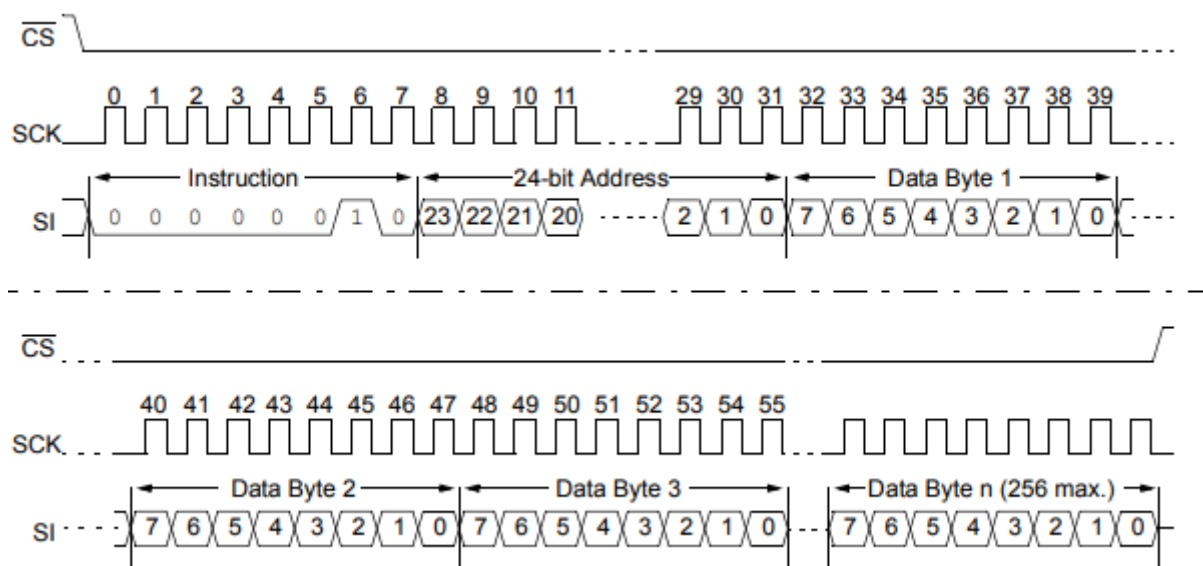 CS
0 1 2 3 4 5 6 7 8 9 10 11 29 30 31 32 33 34 35 36 37 38 39
SCK
Instruction 24-bit Address Data Byte 1
SI 0 0 0 0 0 0 1 0 23 22 21 20 2 1 0 7 6 5 4 3 2 1 0
CS
40 41 42 43 44 45 46 47 48 49 50 51 52 53 54 55
SCK
Data Byte 2 Data Byte 3 Data Byte n (256 max.)
SI 7 6 5 4 3 2 1 0 7 6 5 4 3 2 1 0 7 6 5 4 3 2 1 0